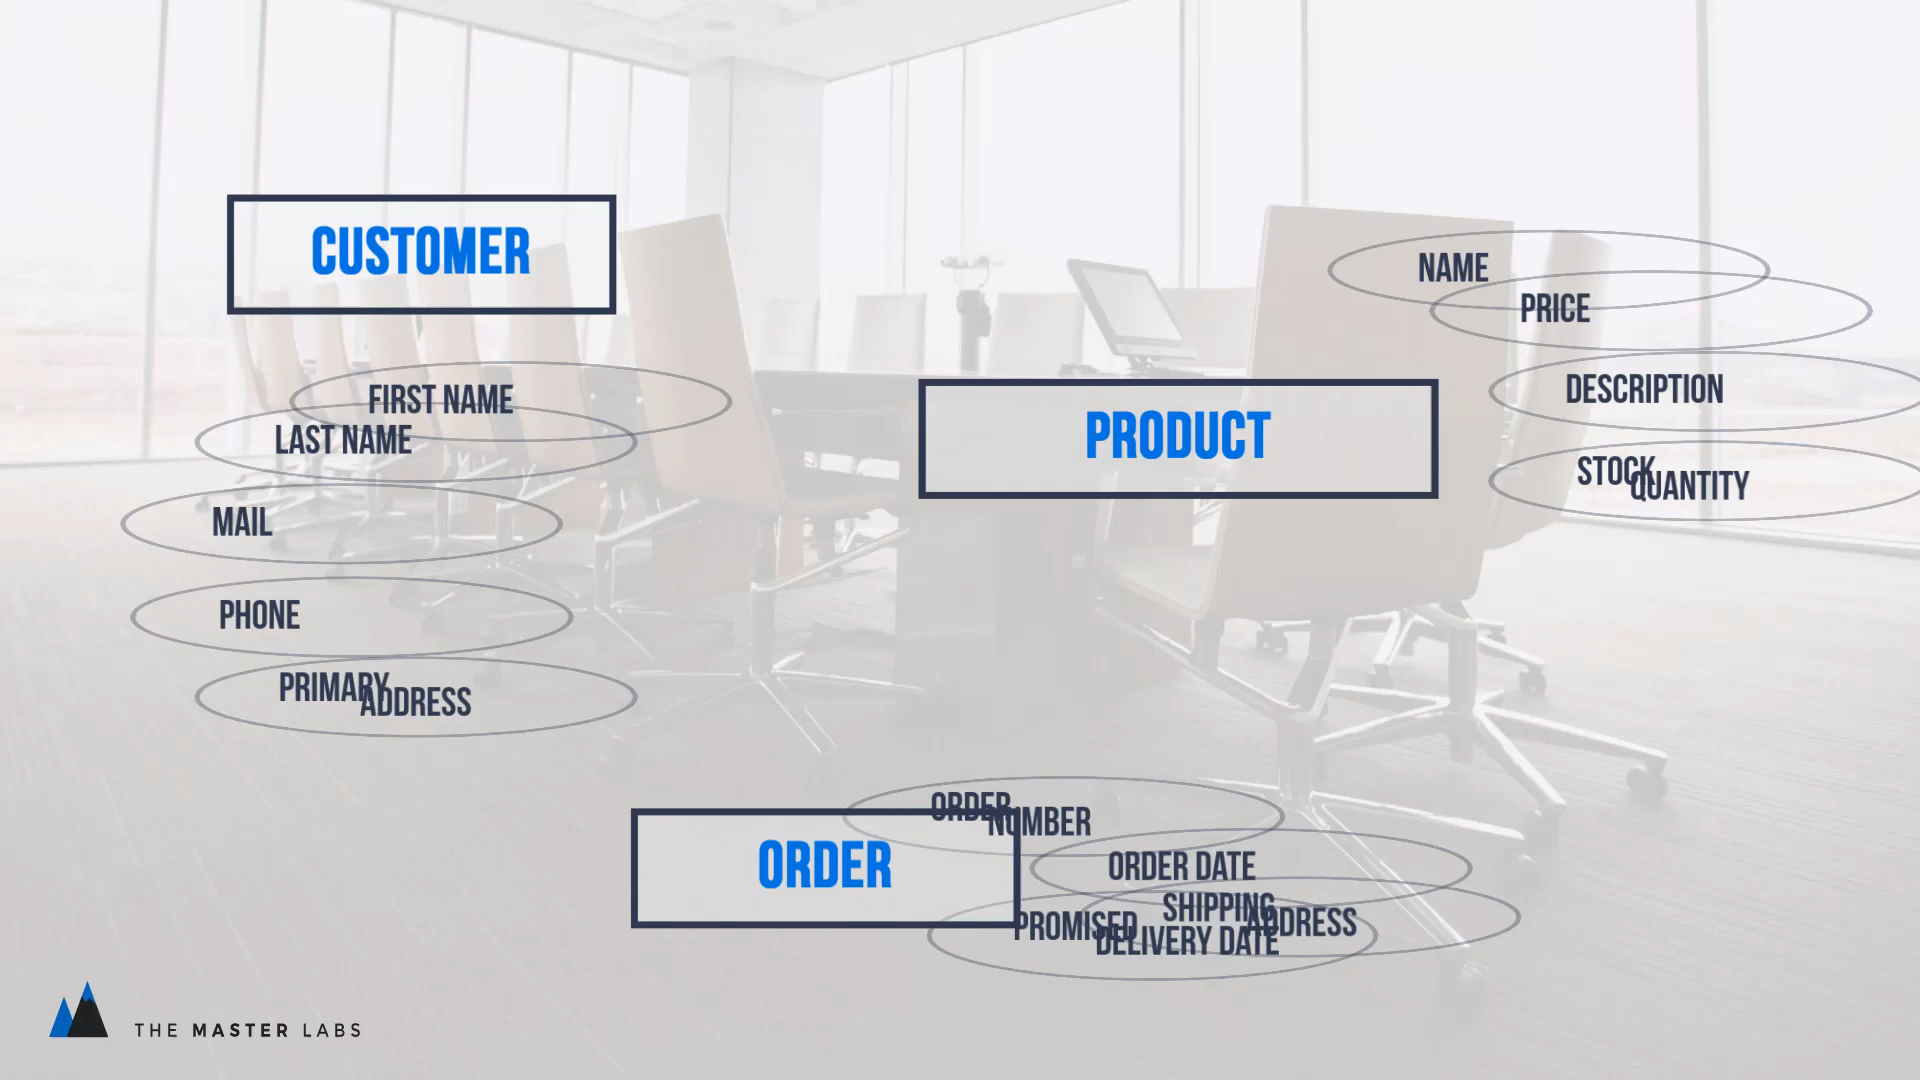 CUSTOMER
FIRST NAME
LAST NAME
MAIL
PHONE
PRIMARY
ADDRESS
PRODUCT
NAME
PRICE
DESCRIPTION
STOCK
QUANTITY
ORDER
ORDER
NUMBER
ORDER DATE
SHIPPING
ADDRESS
PROMISED
DELIVERY DATE
THE MASTER LABS